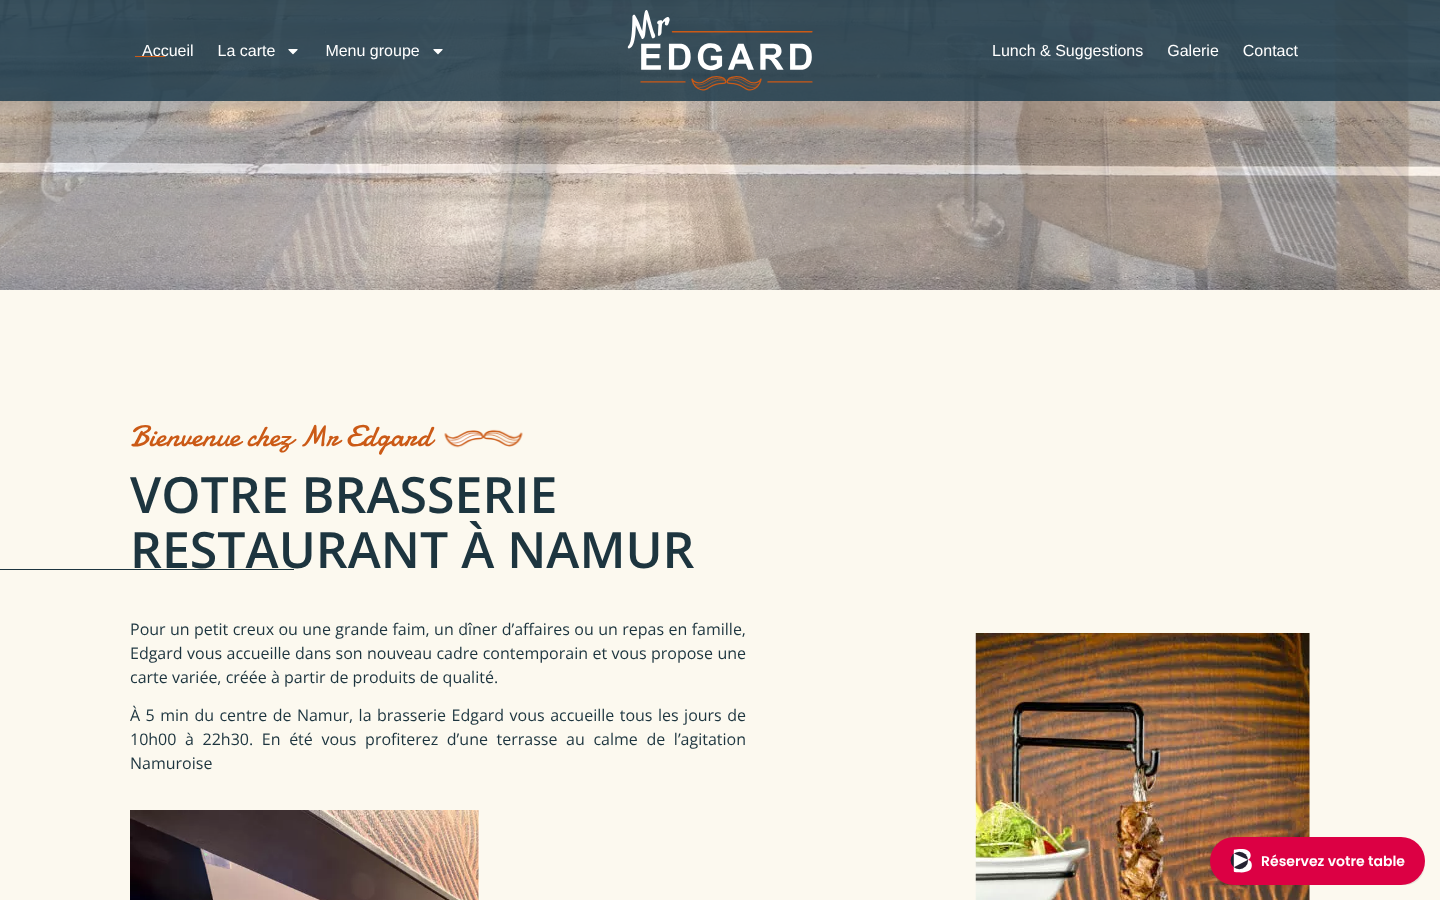 Accueil
La carte
Menu groupe
Mr
EDGARD
Lunch & Suggestions
Galerie
Contact
Bienvenue chez Mr Edgard
VOTRE BRASSERIE
RESTAURANT À NAMUR
Pour un petit creux ou une grande faim, un dîner d’affaires ou un repas en famille,
Edgard vous accueille dans son nouveau cadre contemporain et vous propose une
carte variée, créée à partir de produits de qualité.
À 5 min du centre de Namur, la brasserie Edgard vous accueille tous les jours de
10h00 à 22h30. En été vous profiterez d’une terrasse au calme de l’agitation
Namuroise
Réservez votre table